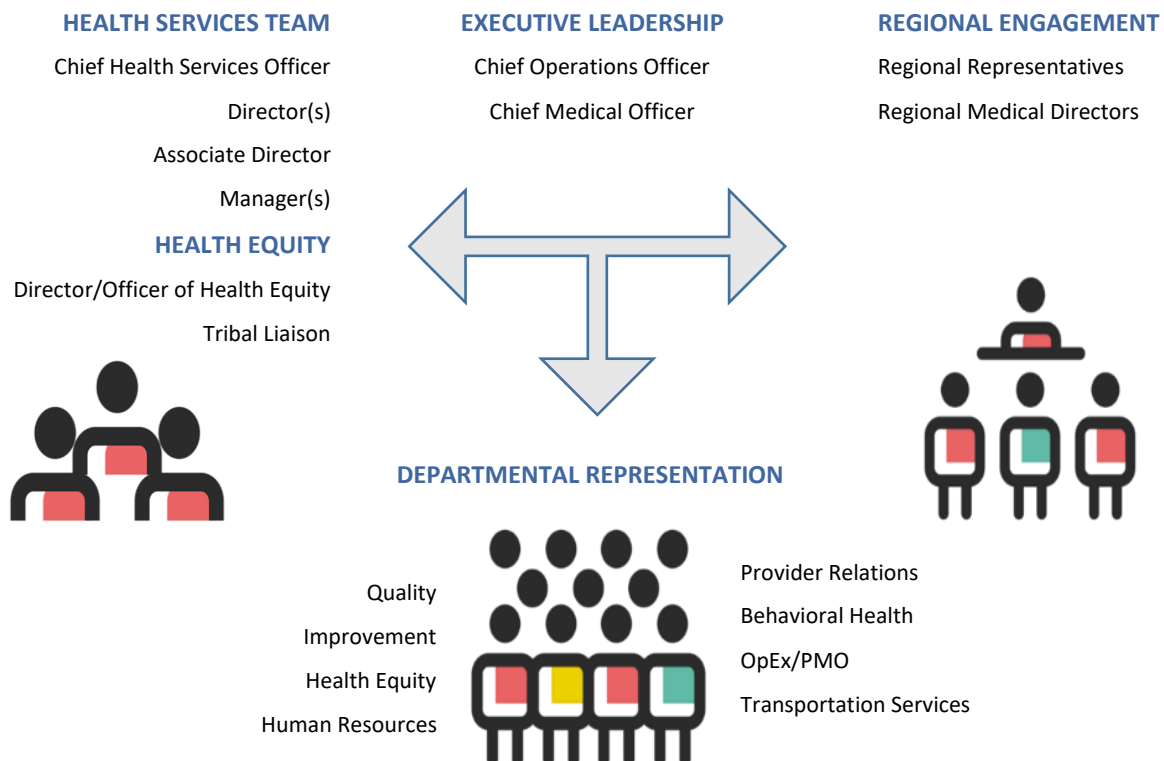 HEALTH SERVICES TEAM
Chief Health Services Officer
Director(s)
Associate Director
Manager(s)
HEALTH EQUITY
Director/Officer of Health Equity
Tribal Liaison
EXECUTIVE LEADERSHIP
Chief Operations Officer
Chief Medical Officer
REGIONAL ENGAGEMENT
Regional Representatives
Regional Medical Directors
DEPARTMENTAL REPRESENTATION
Quality
Improvement
Health Equity
Human Resources
Provider Relations
Behavioral Health
OpEx/PMO
Transportation Services